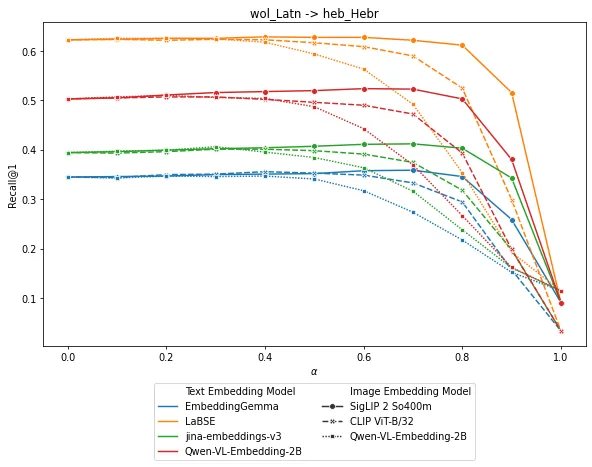 wol_Latn -> heb_Hebr
Recall@1
0.6
0.5
0.4
0.3
0.2
0.1
0.0 0.2 0.4 0.6 0.8 1.0
α
Text Embedding Model Image Embedding Model
EmbeddingGemma SigLIP 2 So400m
LaBSE CLIP ViT-B/32
jina-embeddings-v3 Qwen-VL-Embedding-2B
Qwen-VL-Embedding-2B